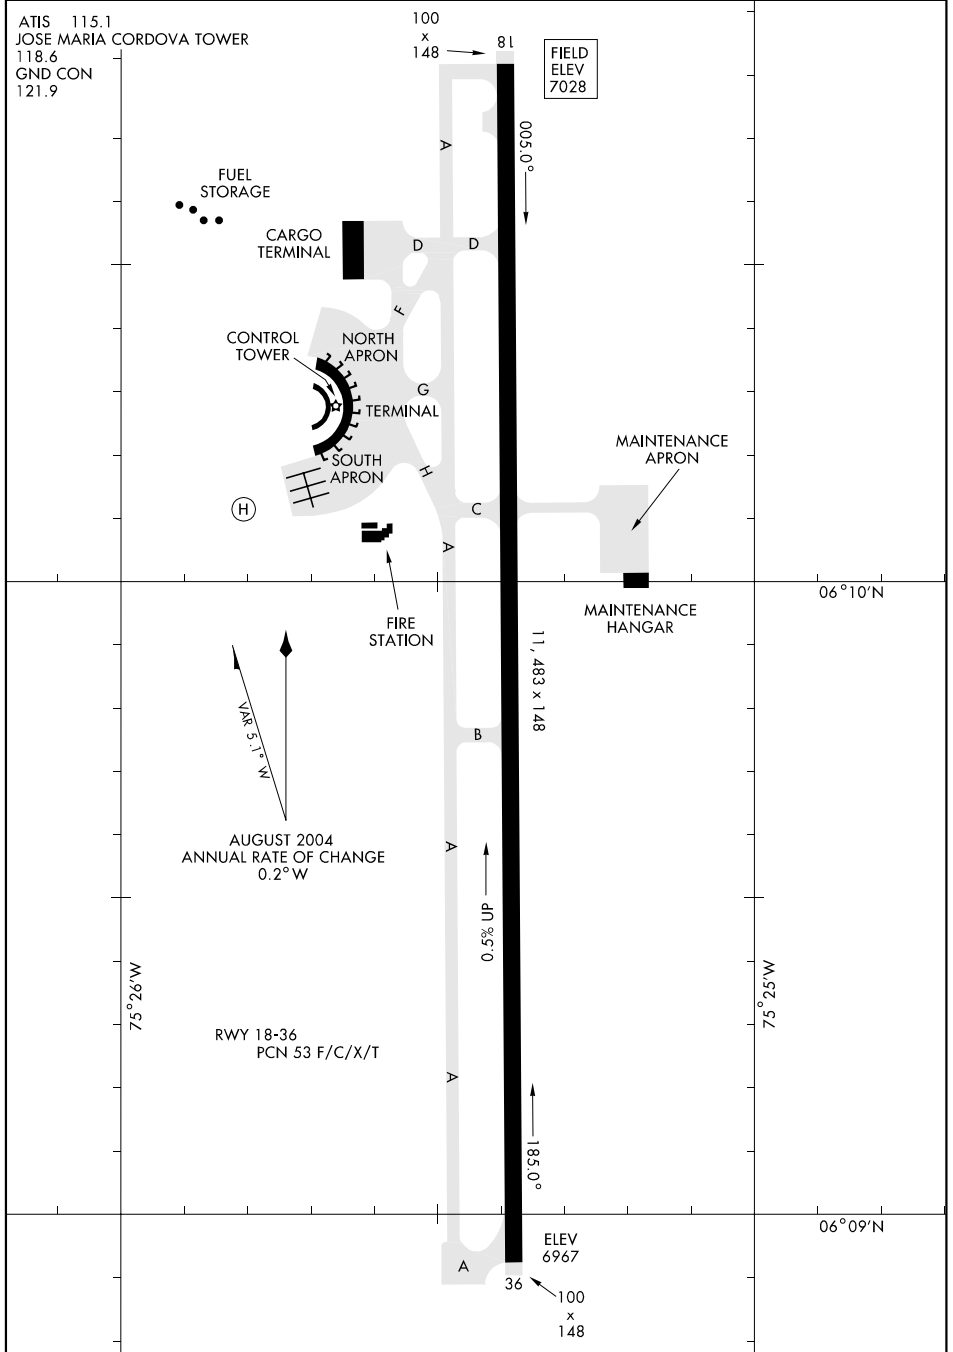 ATIS 115.1
JOSE MARIA CORDOVA TOWER
118.6
GND CON
121.9
100
x
148
18
FIELD
ELEV
7028
A
005.0°
FUEL
STORAGE
CARGO
TERMINAL
D
D
F
CONTROL
TOWER
NORTH
APRON
G
TERMINAL
SOUTH
APRON
H
MAINTENANCE
APRON
H
C
A
FIRE
STATION
06°10'N
MAINTENANCE
HANGAR
11, 483 x 148
VAR 5.1° W
B
AUGUST 2004
ANNUAL RATE OF CHANGE
0.2° W
A
0.5% UP
75°26'W
75°25'W
RWY 18-36
PCN 53 F/C/X/T
A
185.0°
06°09'N
ELEV
6967
A
36
100
x
148